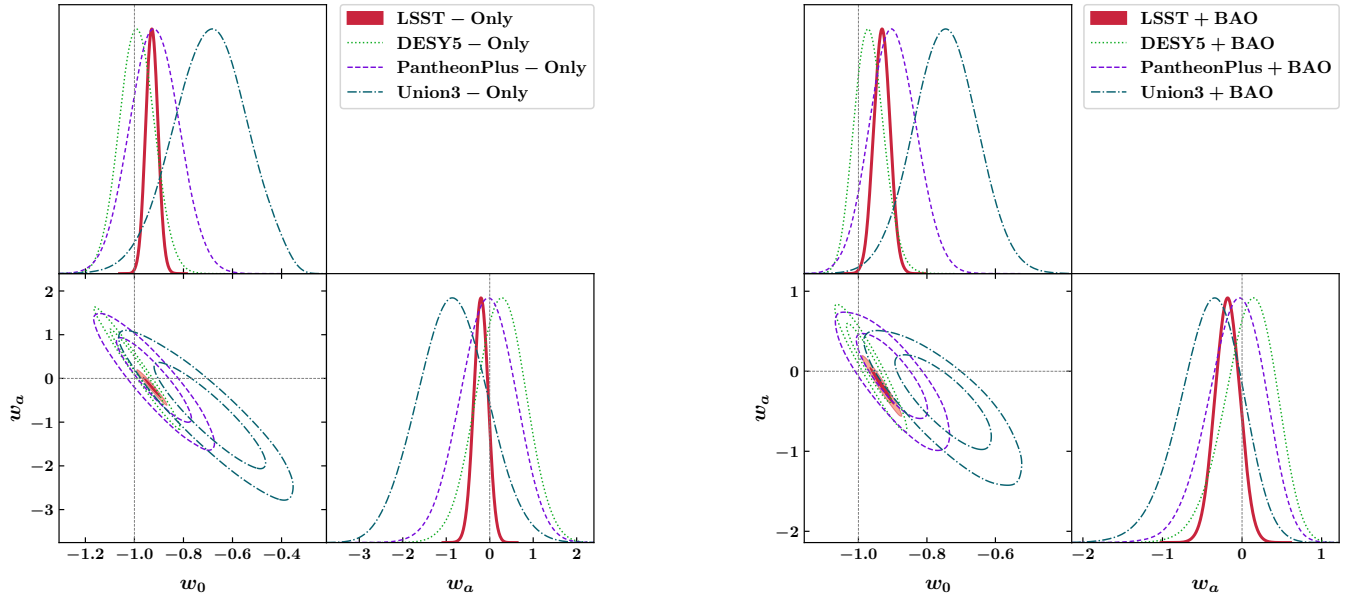 LSST − Only
DESY5 − Only
PantheonPlus − Only
Union3 − Only
2
1
0
−1
−2
−3
w_a
−1.2 −1.0 −0.8 −0.6 −0.4
w_0
−3 −2 −1 0 1 2
w_a
LSST + BAO
DESY5 + BAO
PantheonPlus + BAO
Union3 + BAO
1
0
−1
−2
w_a
−1.0 −0.8 −0.6
w_0
−2 −1 0 1
w_a